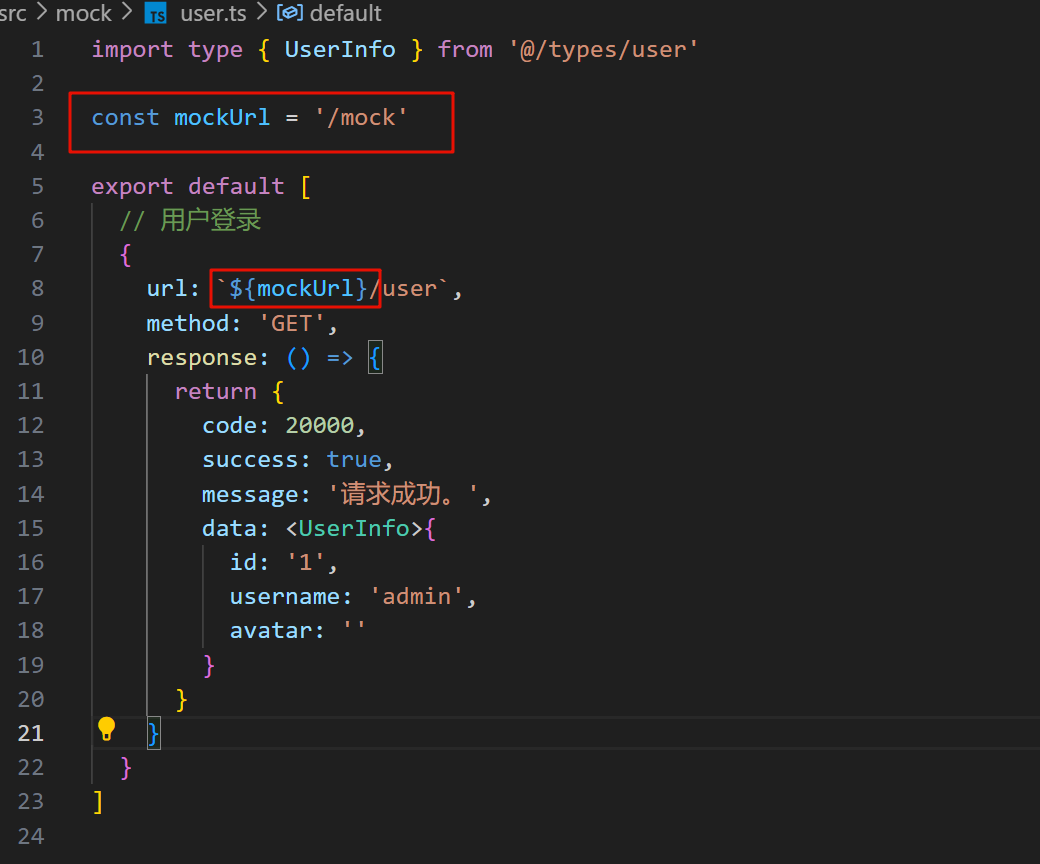 src > mock > TS user.ts > default
1 import type { UserInfo } from '@/types/user'
2
3 const mockUrl = '/mock'
4
5 export default [
6 // 用户登录
7 {
8 url: `${mockUrl}/user`,
9 method: 'GET',
10 response: () => {
11 return {
12 code: 20000,
13 success: true,
14 message: '请求成功。',
15 data: <UserInfo>{
16 id: '1',
17 username: 'admin',
18 avatar: ''
19 }
20 }
21 }
22 }
23 ]
24